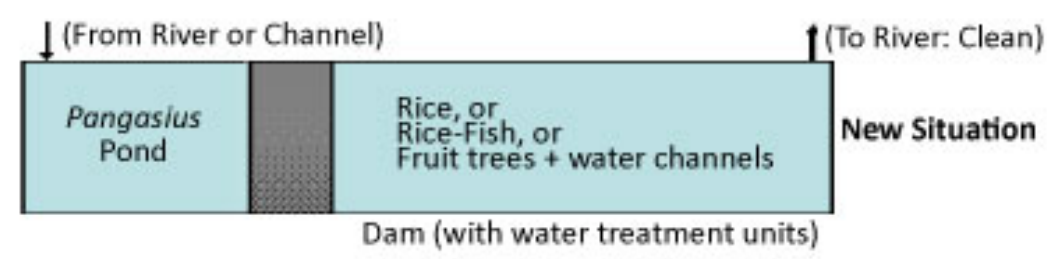 (From River or Channel)
(To River: Clean)
Pangasius
Pond
Rice, or
Rice-Fish, or
Fruit trees + water channels
New Situation
Dam (with water treatment units)